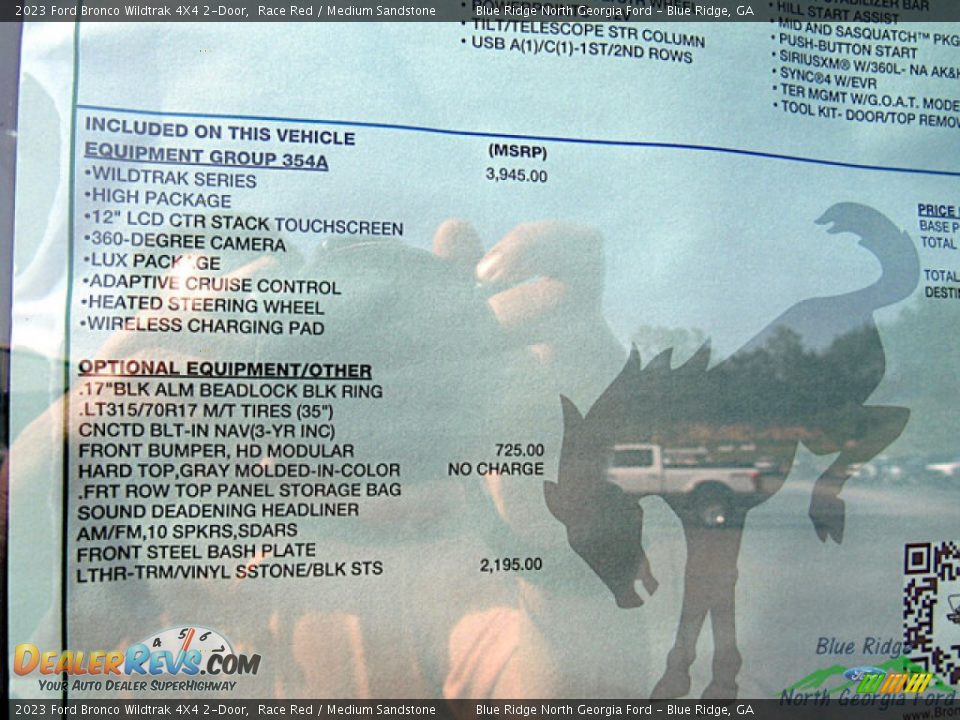 2023 Ford Bronco Wildtrak 4X4 2-Door, Race Red / Medium Sandstone Blue Ridge North Georgia Ford - Blue Ridge, GA
• TILT/TELESCOPE STR COLUMN
• USB A(1)/C(1)-1ST/2ND ROWS
STABILIZER BAR
• HILL START ASSIST
• MID AND SASQUATCH™ PKG
• PUSH-BUTTON START
• SIRIUSXM® W/360L- NA AK&H
• SYNC®4 W/EVR
• TER MGMT W/G.O.A.T. MODE
• TOOL KIT- DOOR/TOP REMOV
INCLUDED ON THIS VEHICLE
(MSRP)
EQUIPMENT GROUP 354A
3,945.00
•WILDTRAK SERIES
•HIGH PACKAGE
•12" LCD CTR STACK TOUCHSCREEN
•360-DEGREE CAMERA
•LUX PACKAGE
•ADAPTIVE CRUISE CONTROL
•HEATED STEERING WHEEL
•WIRELESS CHARGING PAD
PRICE
BASE P
TOTAL
TOTAL
DESTIN
OPTIONAL EQUIPMENT/OTHER
.17"BLK ALM BEADLOCK BLK RING
.LT315/70R17 M/T TIRES (35")
CNCTD BLT-IN NAV(3-YR INC)
FRONT BUMPER, HD MODULAR 725.00
HARD TOP,GRAY MOLDED-IN-COLOR NO CHARGE
.FRT ROW TOP PANEL STORAGE BAG
SOUND DEADENING HEADLINER
AM/FM,10 SPKRS,SDARS
FRONT STEEL BASH PLATE
LTHR-TRM/VINYL SSTONE/BLK STS 2,195.00
4 5 6
DEALERREVS.COM
YOUR AUTO DEALER SUPERHIGHWAY
Blue Ridge
Ford
North Georgia Ford
www.Bron
2023 Ford Bronco Wildtrak 4X4 2-Door, Race Red / Medium Sandstone Blue Ridge North Georgia Ford - Blue Ridge, GA